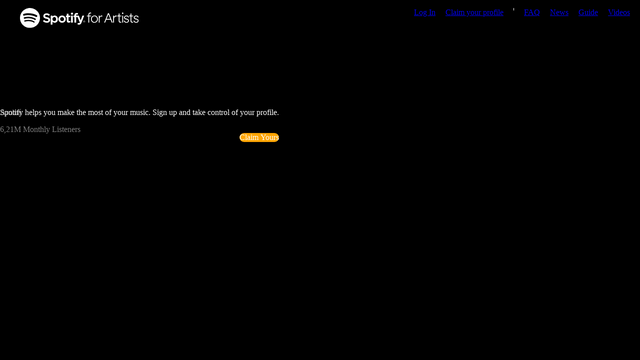 Spotify for Artists
Log In Claim your profile ' FAQ News Guide Videos
Spotify helps you make the most of your music. Sign up and take control of your profile.
6,21M Monthly Listeners
Claim Yours